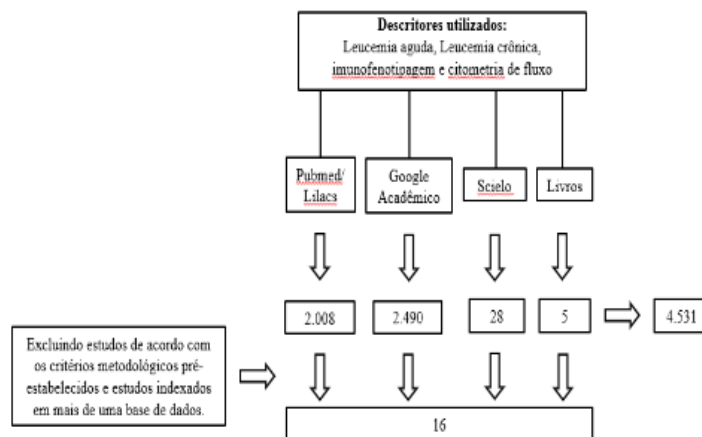 Descritores utilizados:
Leucemia aguda, Leucemia crônica,
imunofenotipagem e citometria de fluxo
Pubmed/
Lilacs
Google
Acadêmico
Scielo
Livros
2.008
2.490
28
5
4.531
Excluindo estudos de acordo com
os critérios metodológicos pré-
estabelecidos e estudos indexados
em mais de uma base de dados.
16